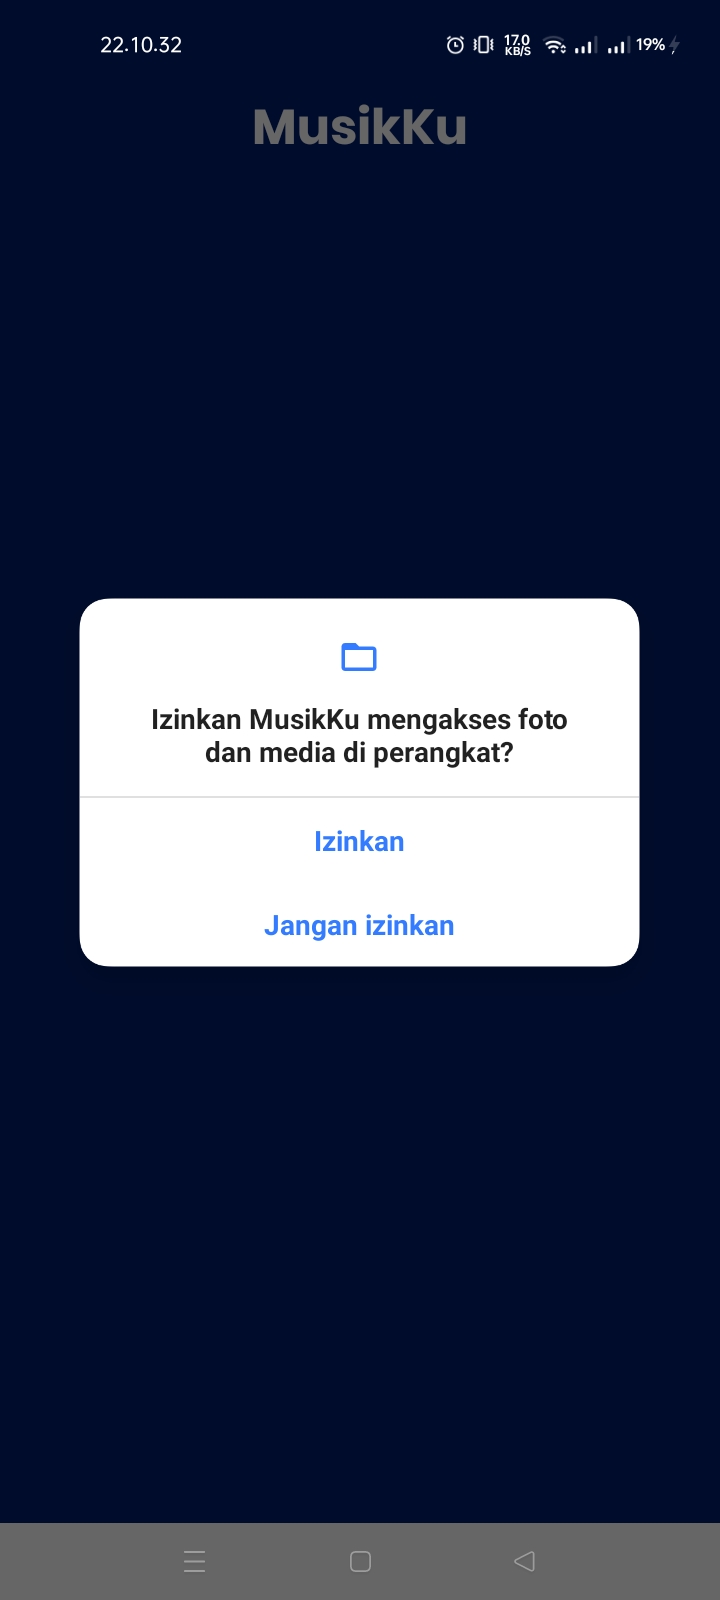 22.10.32
17.0
KB/S
19%
MusikKu
Izinkan MusikKu mengakses foto
dan media di perangkat?
Izinkan
Jangan izinkan